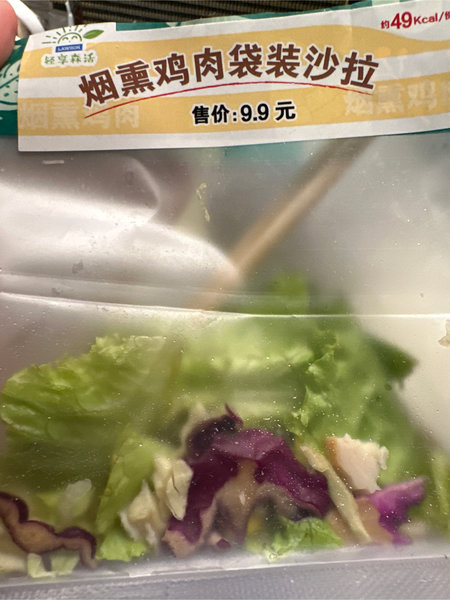 约49Kcal/份
LAWSON
轻享森活
烟熏鸡肉袋装沙拉
售价:9.9元
烟熏鸡肉
烟熏鸡